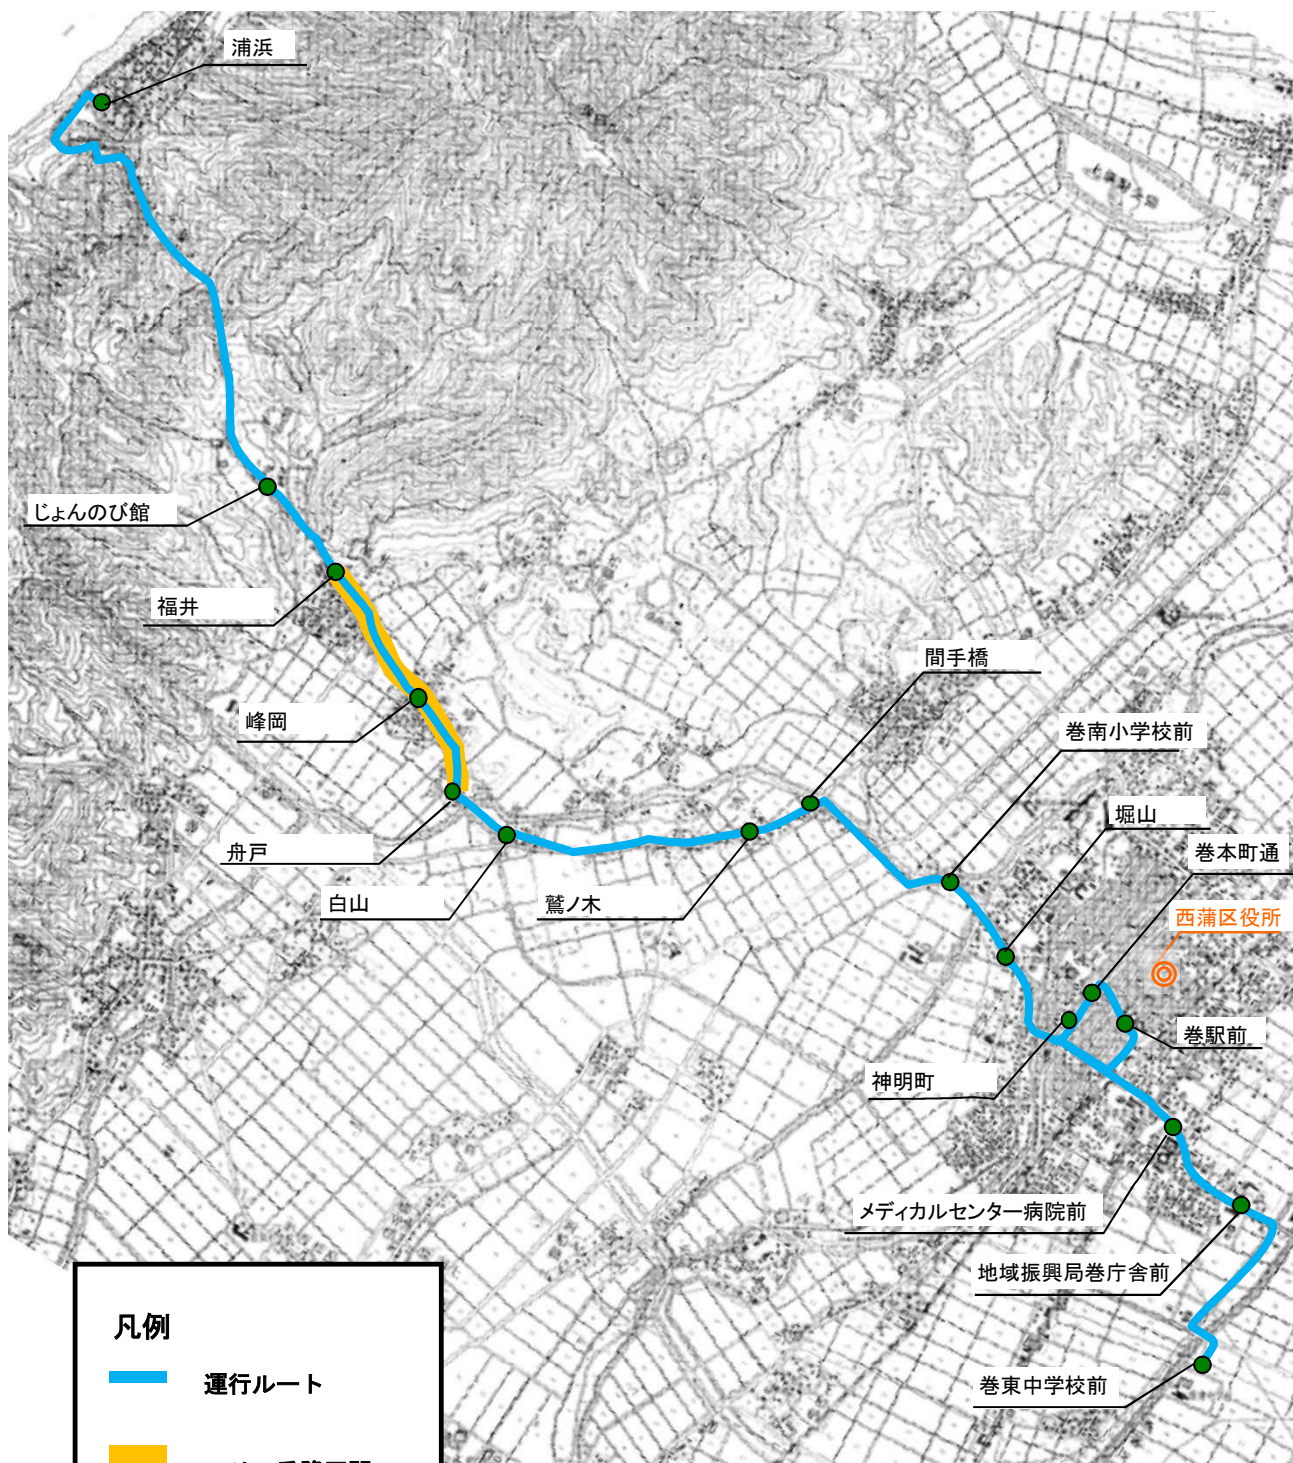 浦浜
じょんのび館
福井
間手橋
峰岡
巻南小学校前
堀山
舟戸
巻本町通
白山
鷲ノ木
西蒲区役所
巻駅前
神明町
メディカルセンター病院前
地域振興局巻庁舎前
凡例
運行ルート
巻東中学校前